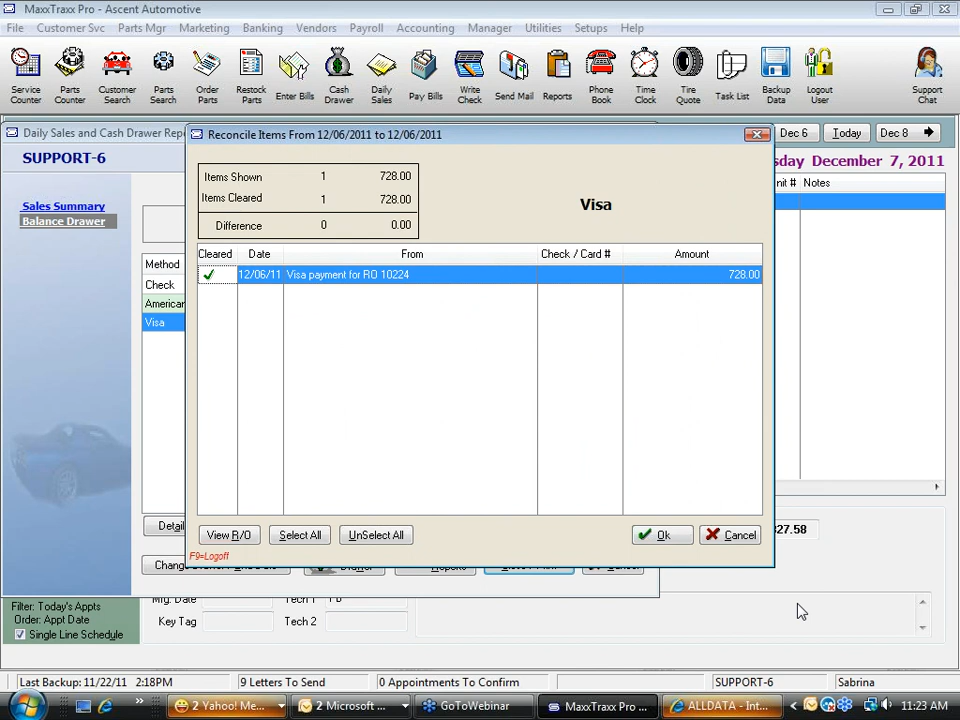 MaxxTraxx Pro - Ascent Automotive
File Customer Svc Parts Mgr Marketing Banking Vendors Payroll Accounting Manager Utilities Setups Help
Service Counter
Parts Counter
Customer Search
Parts Search
Order Parts
Restock Parts
Enter Bills
Cash Drawer
Daily Sales
Pay Bills
Write Check
Send Mail
Reports
Phone Book
Time Clock
Tire Quote
Task List
Backup Data
Logout User
Support Chat
Daily Sales and Cash Drawer Repo
Reconcile Items From 12/06/2011 to 12/06/2011
Dec 6 Today Dec 8
SUPPORT-6
sday December 7, 2011
nit # Notes
Items Shown 1 728.00
Items Cleared 1 728.00
Difference 0 0.00
Visa
Sales Summary
Balance Drawer
Cleared Date From Check / Card # Amount
12/06/11 Visa payment for RO 10224 728.00
Method
Check
American
Visa
View R/O Select All UnSelect All Ok Cancel
F9=Logoff
Detail
827.58
Filter: Today's Appts
Order: Appt Date
Single Line Schedule
Mfg. Date Tech 1
Key Tag Tech 2
Last Backup: 11/22/11 2:18PM 9 Letters To Send 0 Appointments To Confirm SUPPORT-6 Sabrina
2 Yahoo! Me... 2 Microsoft ... GoToWebinar MaxxTraxx Pro ... ALLDATA - Int... 11:23 AM